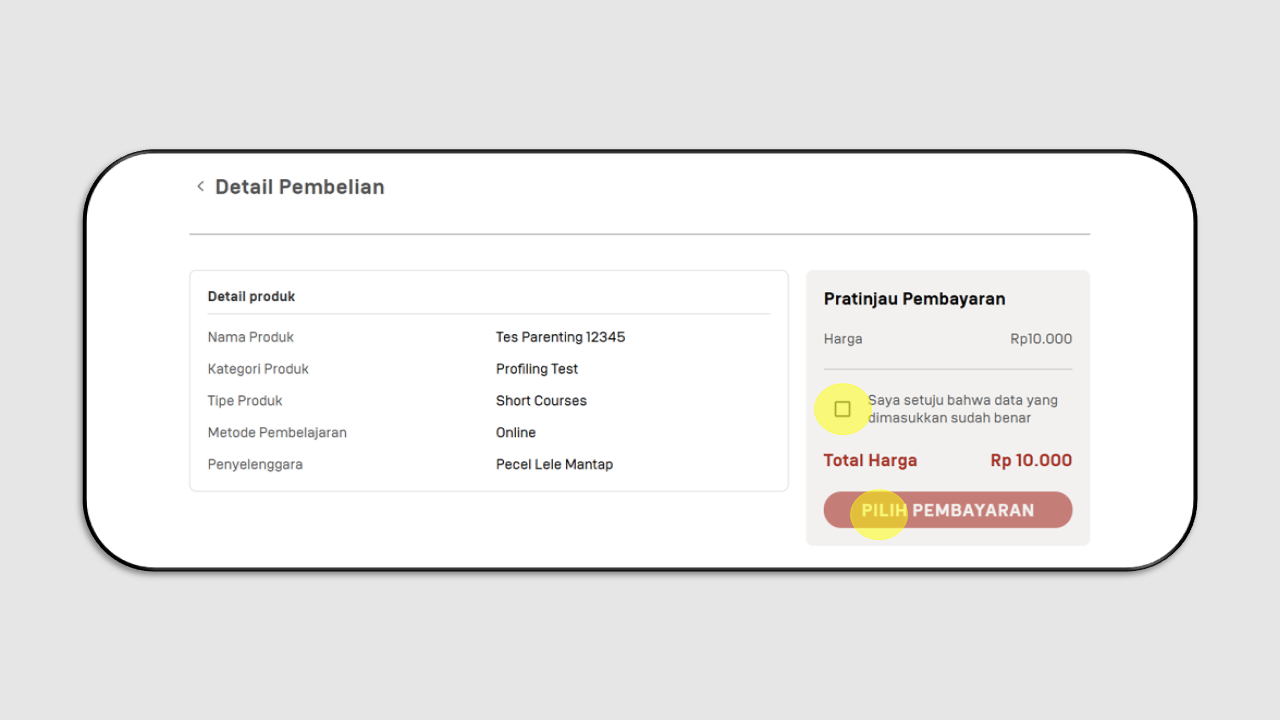 Detail Pembelian
Detail produk
Nama Produk Tes Parenting 12345
Kategori Produk Profiling Test
Tipe Produk Short Courses
Metode Pembelajaran Online
Penyelenggara Pecel Lele Mantap
Pratinjau Pembayaran
Harga Rp10.000
Saya setuju bahwa data yang
dimasukkan sudah benar
Total Harga Rp 10.000
PILIH PEMBAYARAN